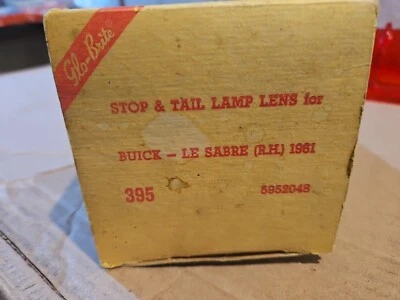 Glo-Brite
STOP & TAIL LAMP LENS for
BUICK — LE SABRE (R.H.) 1961
395 5952048